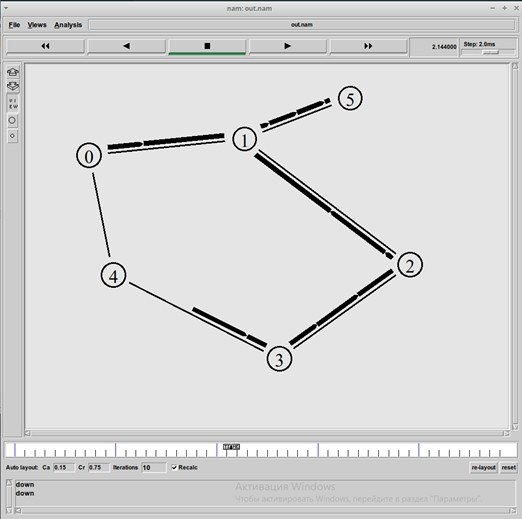 nam: out.nam
File Views Analysis out.nam
2.144000 Step: 2.0ms
VIEW
5
1
0
2
4
3
Auto layout: Ca 0.15 Cr 0.75 Iterations 10 Recalc re-layout reset
down
down
Активация Windows
Чтобы активировать Windows, перейдите в раздел "Параметры".